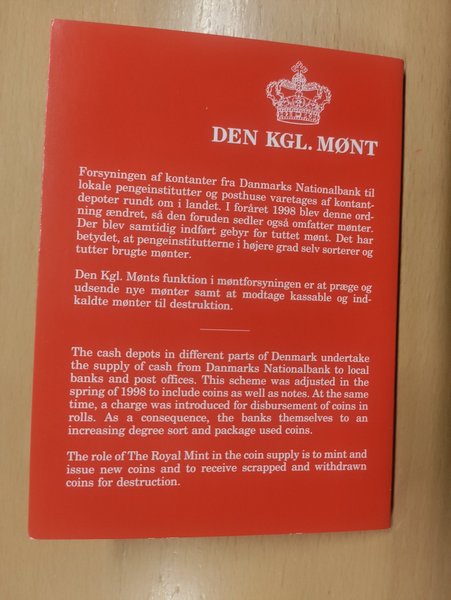 DEN KGL. MØNT
Forsyningen af kontanter fra Danmarks Nationalbank til
lokale pengeinstitutter og posthuse varetages af kontant-
depoter rundt om i landet. I foråret 1998 blev denne ord-
ning ændret, så den foruden sedler også omfatter mønter.
Der blev samtidig indført gebyr for tuttet mønt. Det har
betydet, at pengeinstitutterne i højere grad selv sorterer og
tutter brugte mønter.
Den Kgl. Mønts funktion i møntforsyningen er at præge og
udsende nye mønter samt at modtage kassable og ind-
kaldte mønter til destruktion.
The cash depots in different parts of Denmark undertake
the supply of cash from Danmarks Nationalbank to local
banks and post offices. This scheme was adjusted in the
spring of 1998 to include coins as well as notes. At the same
time, a charge was introduced for disbursement of coins in
rolls. As a consequence, the banks themselves to an
increasing degree sort and package used coins.
The role of The Royal Mint in the coin supply is to mint and
issue new coins and to receive scrapped and withdrawn
coins for destruction.